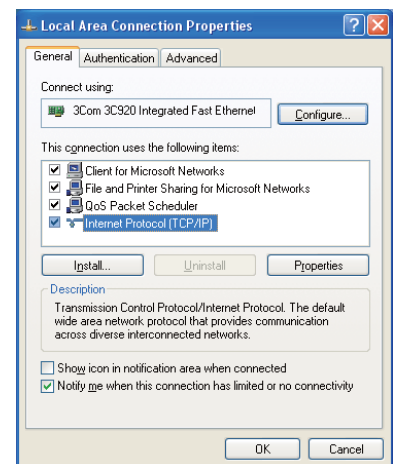 Local Area Connection Properties
General Authentication Advanced
Connect using:
3Com 3C920 Integrated Fast Ethernet Configure...
This connection uses the following items:
Client for Microsoft Networks
File and Printer Sharing for Microsoft Networks
QoS Packet Scheduler
Internet Protocol (TCP/IP)
Install... Uninstall Properties
Description
Transmission Control Protocol/Internet Protocol. The default
wide area network protocol that provides communication
across diverse interconnected networks.
Show icon in notification area when connected
Notify me when this connection has limited or no connectivity
OK Cancel